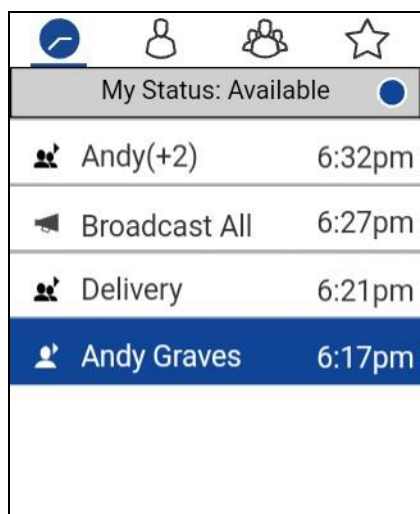 My Status: Available
Andy(+2) 6:32pm
Broadcast All 6:27pm
Delivery 6:21pm
Andy Graves 6:17pm